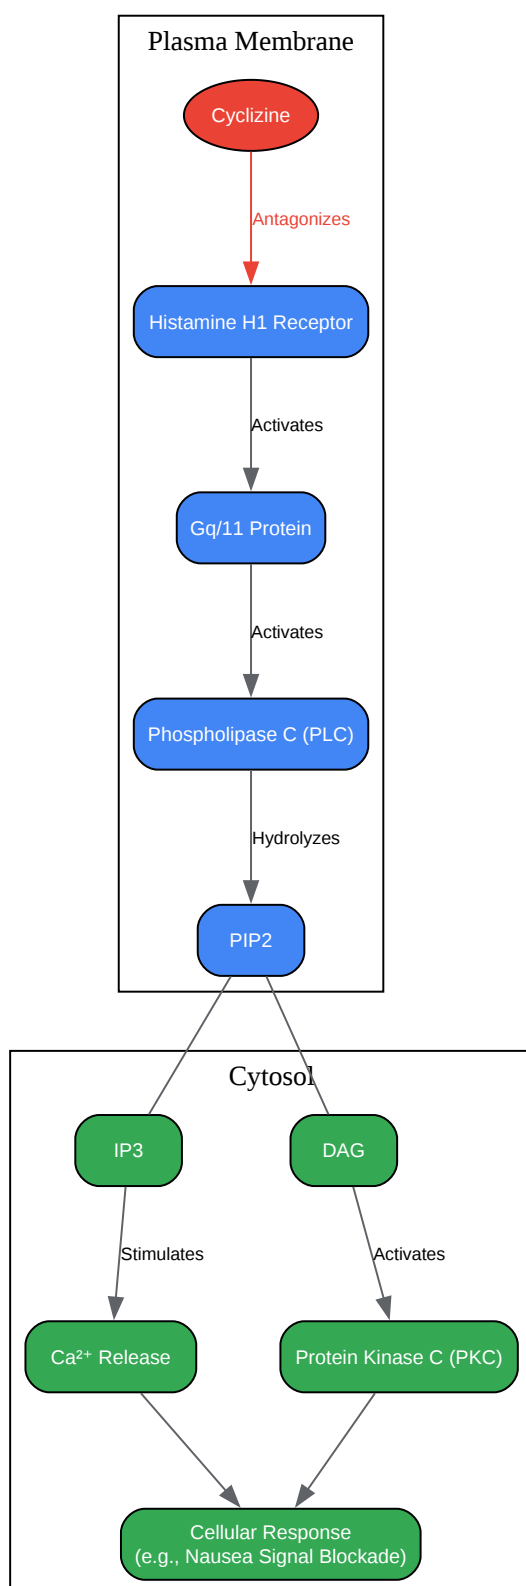 Plasma Membrane
Cyclizine
Antagonizes
Histamine H1 Receptor
Activates
Gq/11 Protein
Activates
Phospholipase C (PLC)
Hydrolyzes
PIP2
Cytosol
IP3
DAG
Stimulates
Activates
Ca²⁺ Release
Protein Kinase C (PKC)
Cellular Response
(e.g., Nausea Signal Blockade)